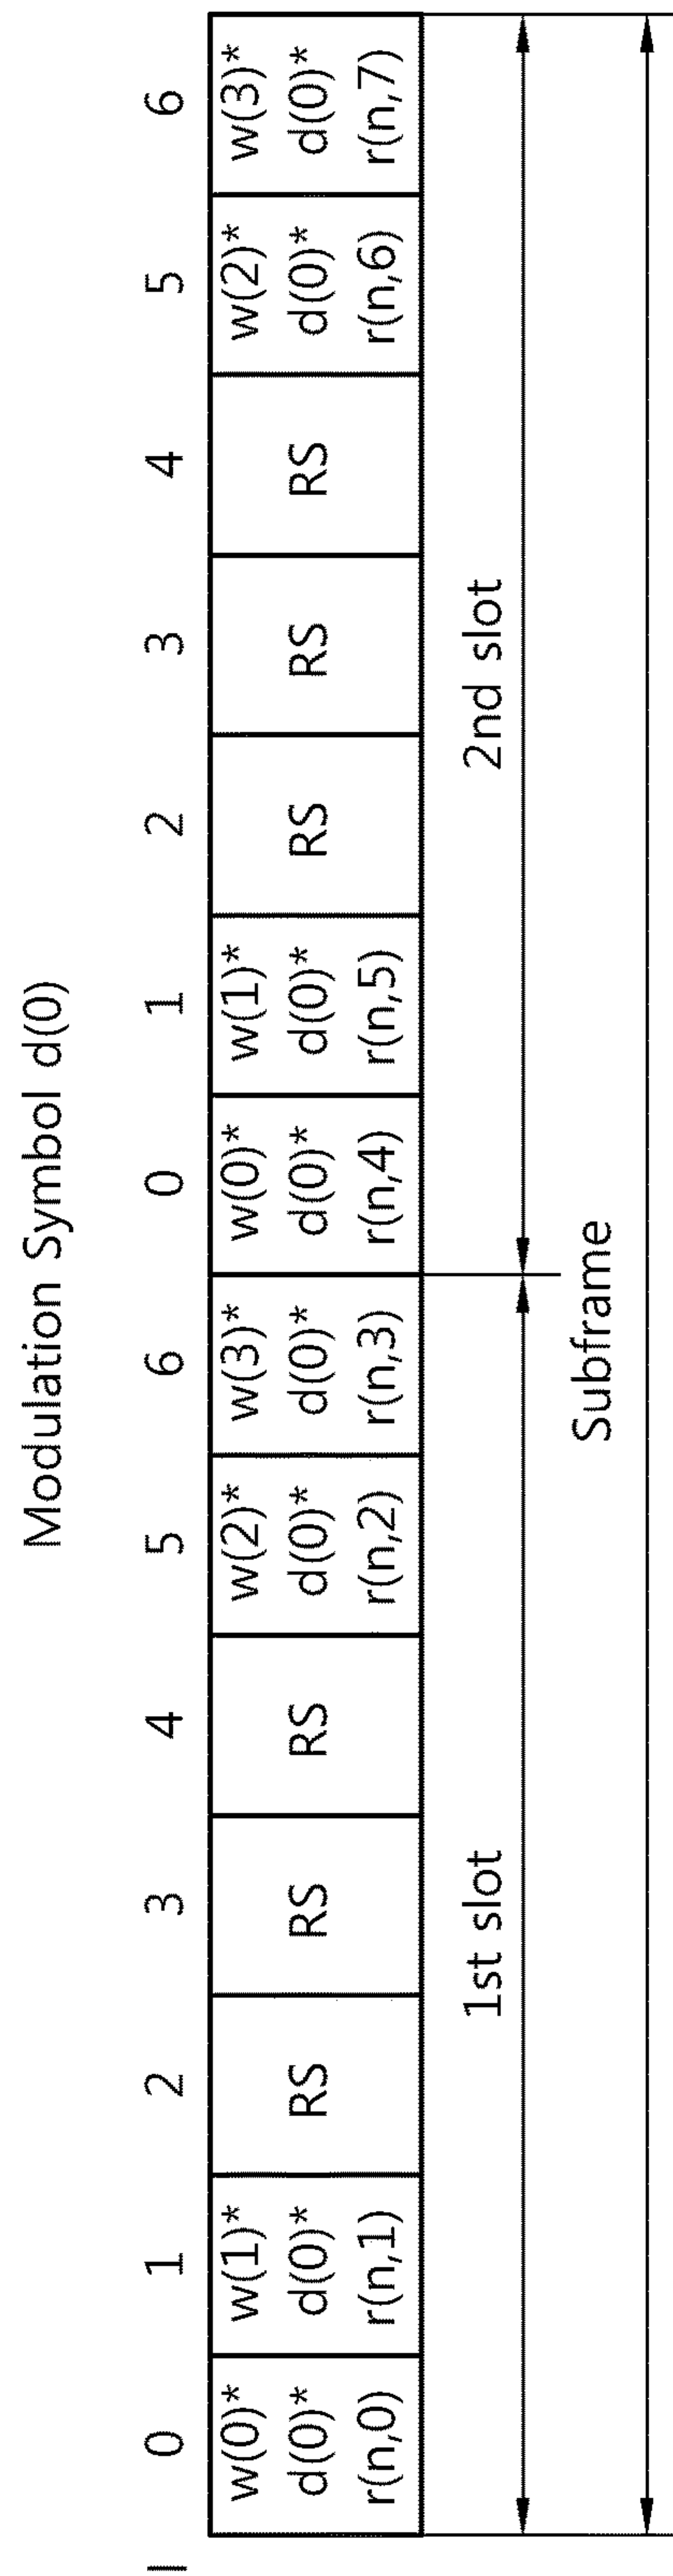 Modulation Symbol d(0)
l 0 1 2 3 4 5 6 0 1 2 3 4 5 6
w(0)* w(1)* RS RS RS w(2)* w(3)* w(0)* w(1)* RS RS RS w(2)* w(3)*
d(0)* d(0)* d(0)* d(0)* d(0)* d(0)* d(0)* d(0)*
r(n,0) r(n,1) r(n,2) r(n,3) r(n,4) r(n,5) r(n,6) r(n,7)
1st slot 2nd slot
Subframe